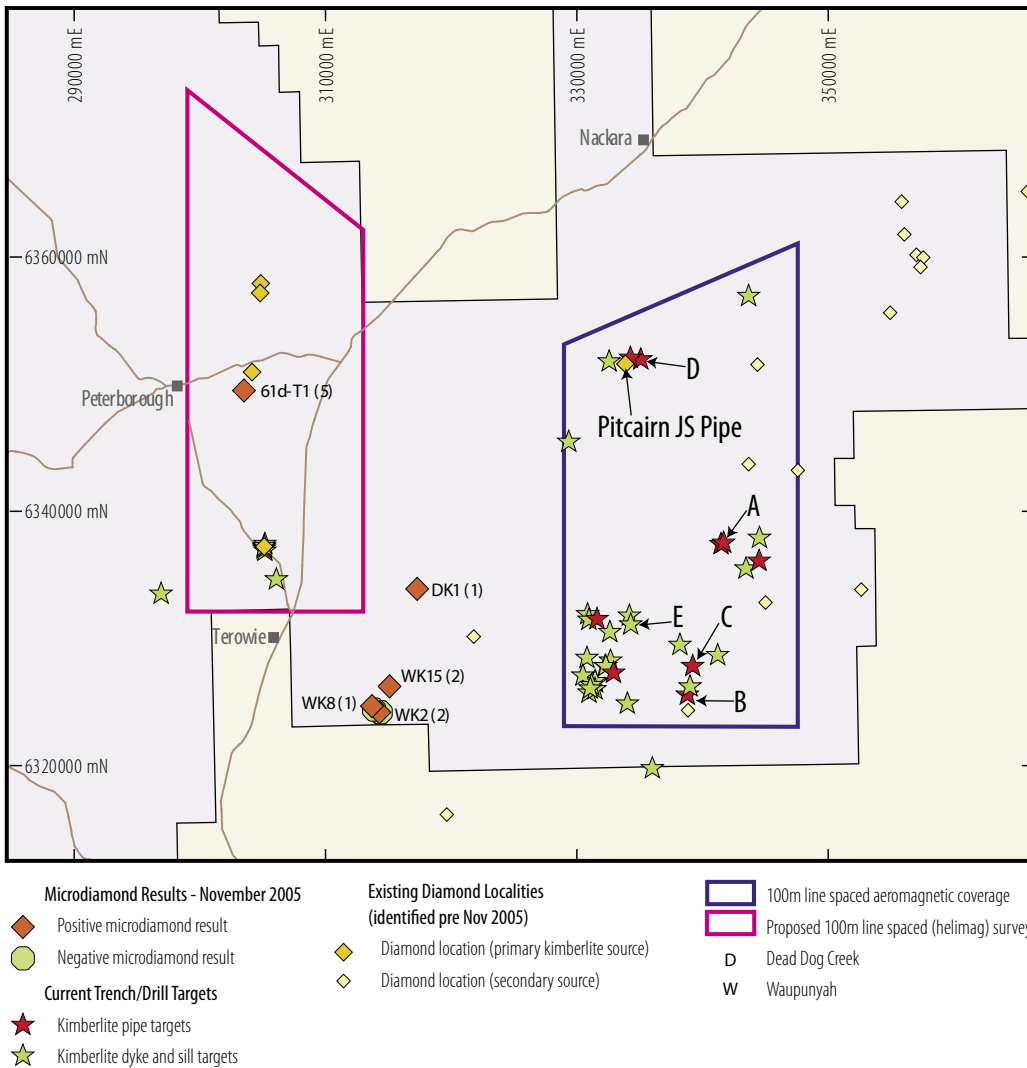 290000 mE
310000 mE
330000 mE
350000 mE
Nackara
6360000 mN
D
Peterborough
61d-T1 (5)
Pitcairn JS Pipe
6340000 mN
A
DK1 (1)
E
C
Terowie
WK15 (2)
WK8 (1)
WK2 (2)
B
6320000 mN
Microdiamond Results - November 2005
Positive microdiamond result
Negative microdiamond result
Current Trench/Drill Targets
Kimberlite pipe targets
Kimberlite dyke and sill targets
Existing Diamond Localities
(identified pre Nov 2005)
Diamond location (primary kimberlite source)
Diamond location (secondary source)
100m line spaced aeromagnetic coverage
Proposed 100m line spaced (helimag) survey
D Dead Dog Creek
W Waupunyah